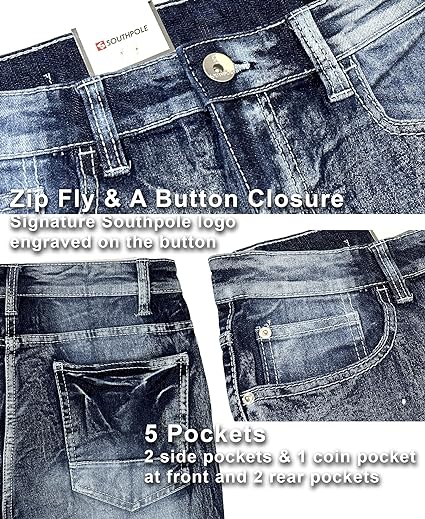 SOUTHPOLE
Zip Fly & A Button Closure
Signature Southpole logo
engraved on the button
5 Pockets
2 side pockets & 1 coin pocket
at front and 2 rear pockets